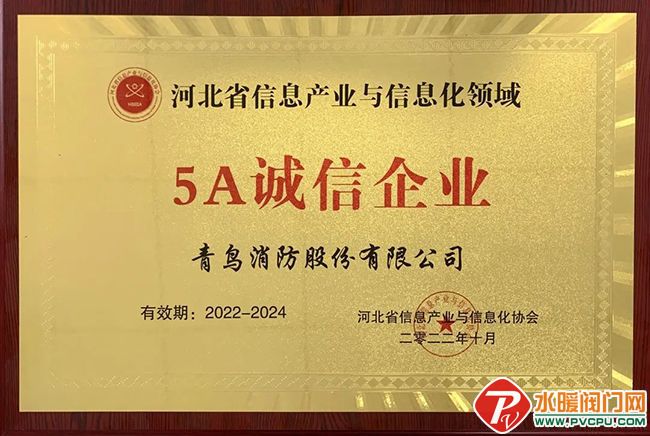 河北省信息产业与信息化领域
5A诚信企业
青鸟消防股份有限公司
有效期：2022-2024
河北省信息产业与信息化协会
二零二二年十月
水暖阀门网
WWW.PVCPU.COM